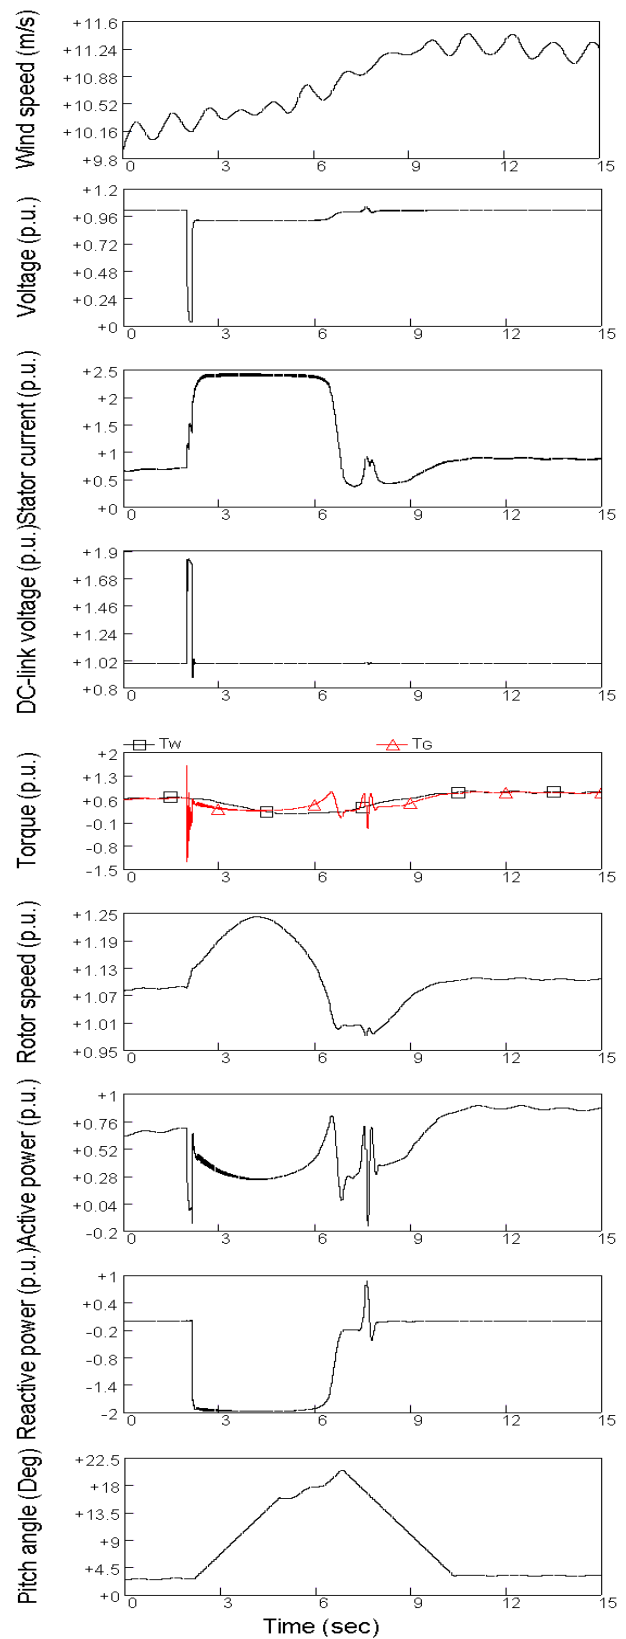 Wind speed (m/s)
+11.6
+11.24
+10.88
+10.52
+10.16
+9.8
0 3 6 9 12 15
Voltage (p.u.)
+1.2
+0.96
+0.72
+0.48
+0.24
+0
0 3 6 9 12 15
Stator current (p.u.)
+2.5
+2
+1.5
+1
+0.5
+0
0 3 6 9 12 15
DC-link voltage (p.u.)
+1.9
+1.68
+1.46
+1.24
+1.02
+0.8
0 3 6 9 12 15
Tw TG
Torque (p.u.)
+2
+1.3
+0.6
-0.1
-0.8
-1.5
0 3 6 9 12 15
Rotor speed (p.u.)
+1.25
+1.19
+1.13
+1.07
+1.01
+0.95
0 3 6 9 12 15
Active power (p.u.)
+1
+0.76
+0.52
+0.28
+0.04
-0.2
0 3 6 9 12 15
Reactive power (p.u.)
+1
+0.4
-0.2
-0.8
-1.4
-2
0 3 6 9 12 15
Pitch angle (Deg)
+22.5
+18
+13.5
+9
+4.5
+0
0 3 6 9 12 15
Time (sec)